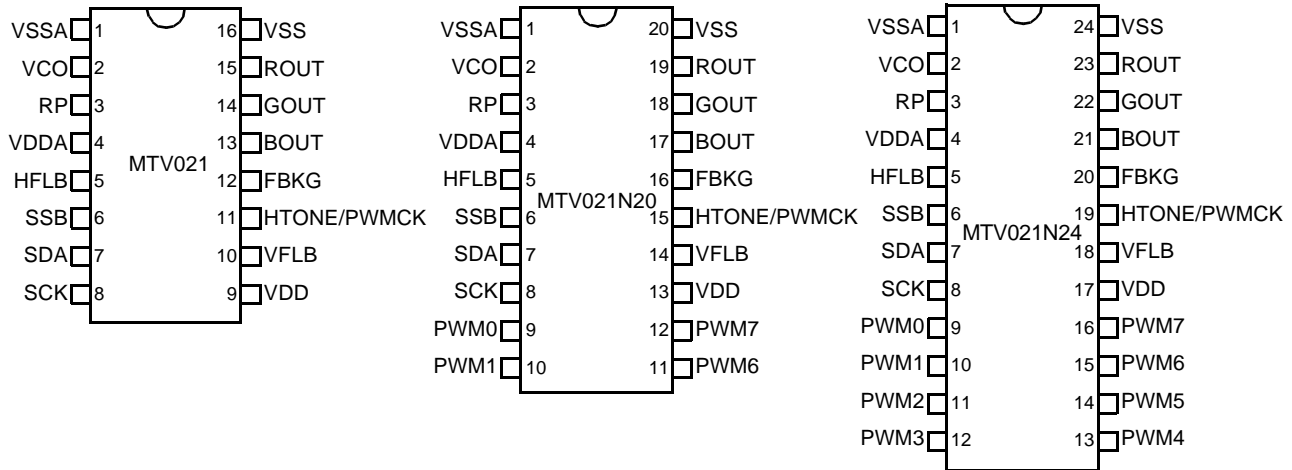 VSSA 1 16 VSS
VCO 2 15 ROUT
RP 3 14 GOUT
VDDA 4 13 BOUT
MTV021
HFLB 5 12 FBKG
SSB 6 11 HTONE/PWMCK
SDA 7 10 VFLB
SCK 8 9 VDD
VSSA 1 20 VSS
VCO 2 19 ROUT
RP 3 18 GOUT
VDDA 4 17 BOUT
HFLB 5 16 FBKG
MTV021N20
SSB 6 15 HTONE/PWMCK
SDA 7 14 VFLB
SCK 8 13 VDD
PWM0 9 12 PWM7
PWM1 10 11 PWM6
VSSA 1 24 VSS
VCO 2 23 ROUT
RP 3 22 GOUT
VDDA 4 21 BOUT
HFLB 5 20 FBKG
SSB 6 19 HTONE/PWMCK
MTV021N24
SDA 7 18 VFLB
SCK 8 17 VDD
PWM0 9 16 PWM7
PWM1 10 15 PWM6
PWM2 11 14 PWM5
PWM3 12 13 PWM4